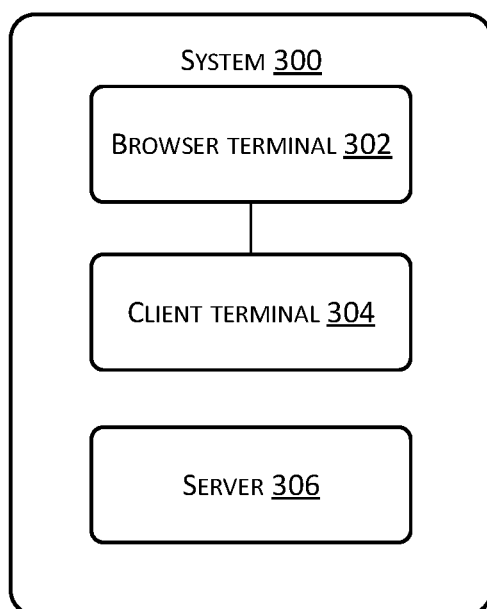 SYSTEM 300
BROWSER TERMINAL 302
CLIENT TERMINAL 304
SERVER 306